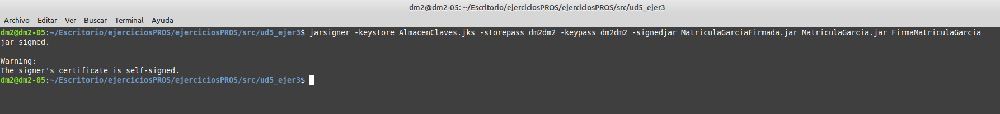 dm2@dm2-05: ~/Escritorio/ejerciciosPROS/ejerciciosPROS/src/ud5_ejer3
Archivo Editar Ver Buscar Terminal Ayuda
dm2@dm2-05:~/Escritorio/ejerciciosPROS/ejerciciosPROS/src/ud5_ejer3$ jarsigner -keystore AlmacenClaves.jks -storepass dm2dm2 -keypass dm2dm2 -signedjar MatriculaGarciaFirmada.jar MatriculaGarcia.jar FirmaMatriculaGarcia
jar signed.
Warning:
The signer's certificate is self-signed.
dm2@dm2-05:~/Escritorio/ejerciciosPROS/ejerciciosPROS/src/ud5_ejer3$